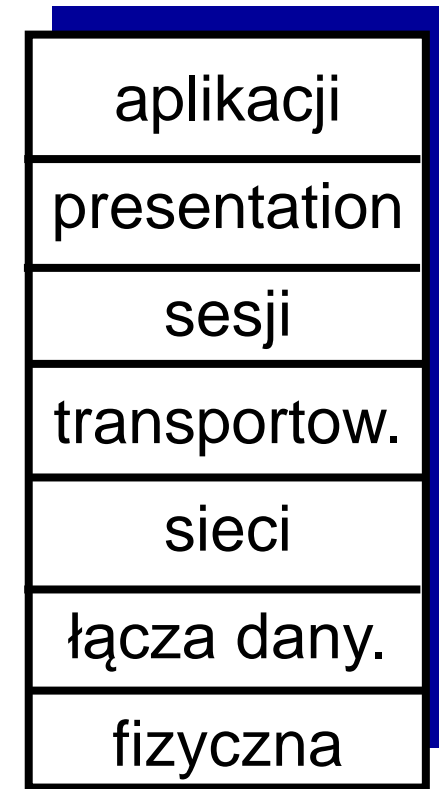 aplikacji
presentation
sesji
transportow.
sieci
łącza dany.
fizyczna